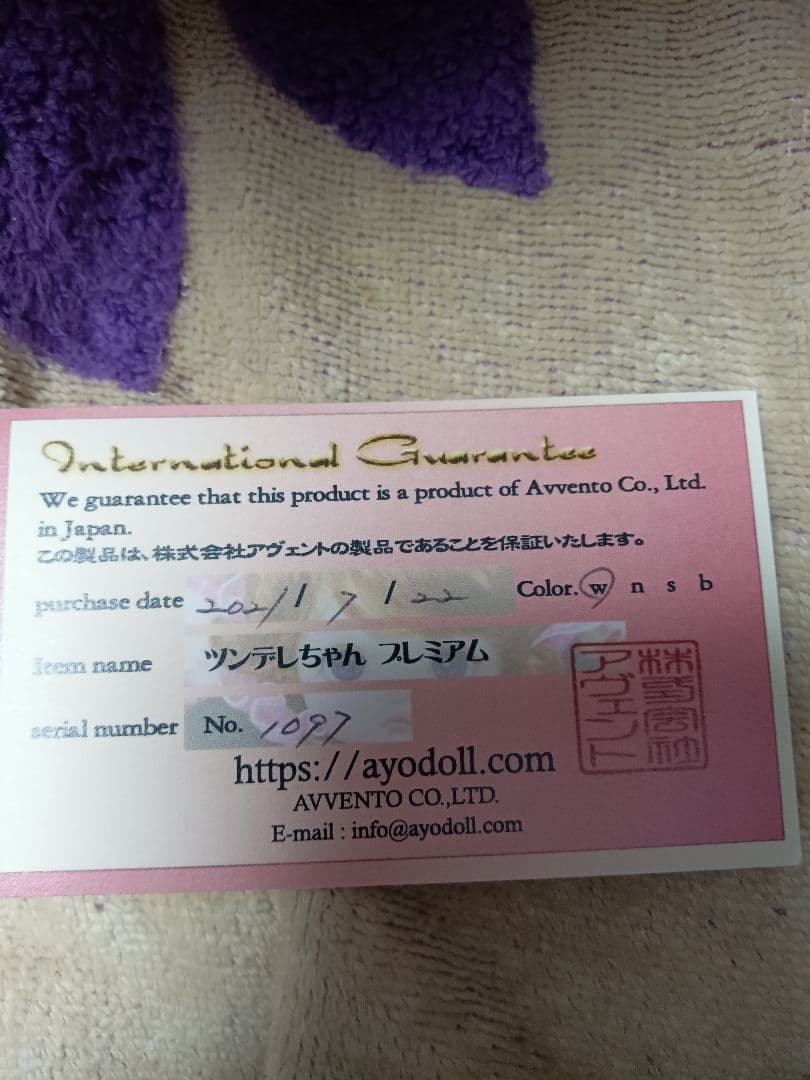 International Guarantee
We guarantee that this product is a product of Avvento Co., Ltd.
in Japan.
この製品は、株式会社アヴェントの製品であることを保証いたします。
purchase date 2021/7/22 Color. w n s b
Item name ツンデレちゃん プレミアム
serial number No. 1097
株式会社アヴェント
https://ayodoll.com
AVVENTO CO.,LTD.
E-mail : info@ayodoll.com